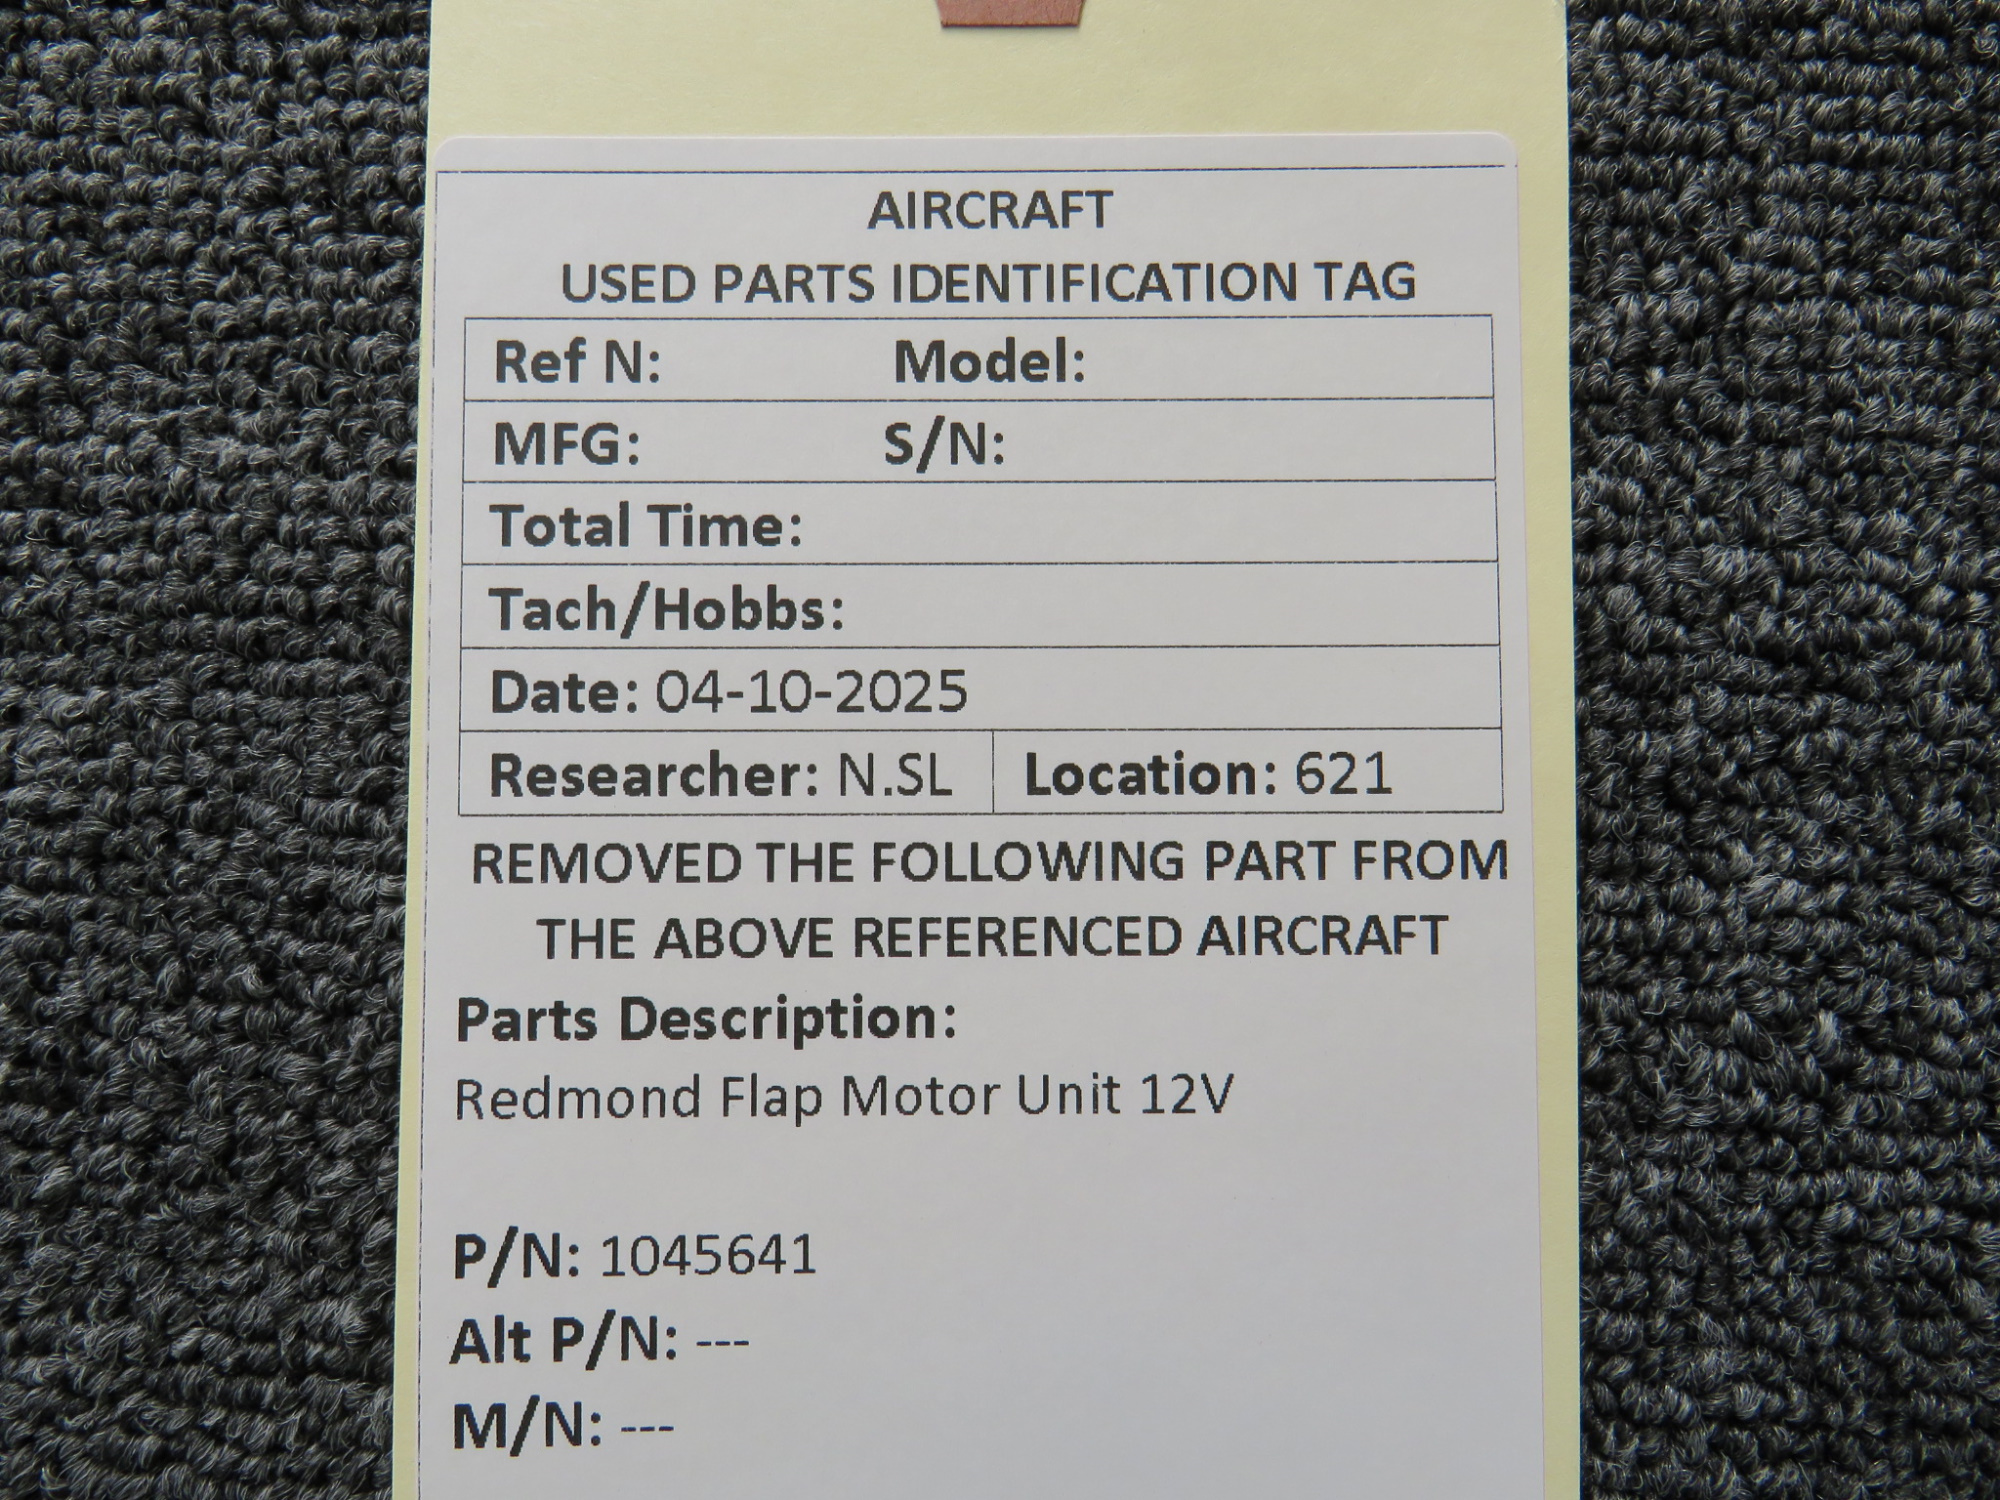 AIRCRAFT
USED PARTS IDENTIFICATION TAG
Ref N: Model:
MFG: S/N:
Total Time:
Tach/Hobbs:
Date: 04-10-2025
Researcher: N.SL Location: 621
REMOVED THE FOLLOWING PART FROM
THE ABOVE REFERENCED AIRCRAFT
Parts Description:
Redmond Flap Motor Unit 12V
P/N: 1045641
Alt P/N: ---
M/N: ---